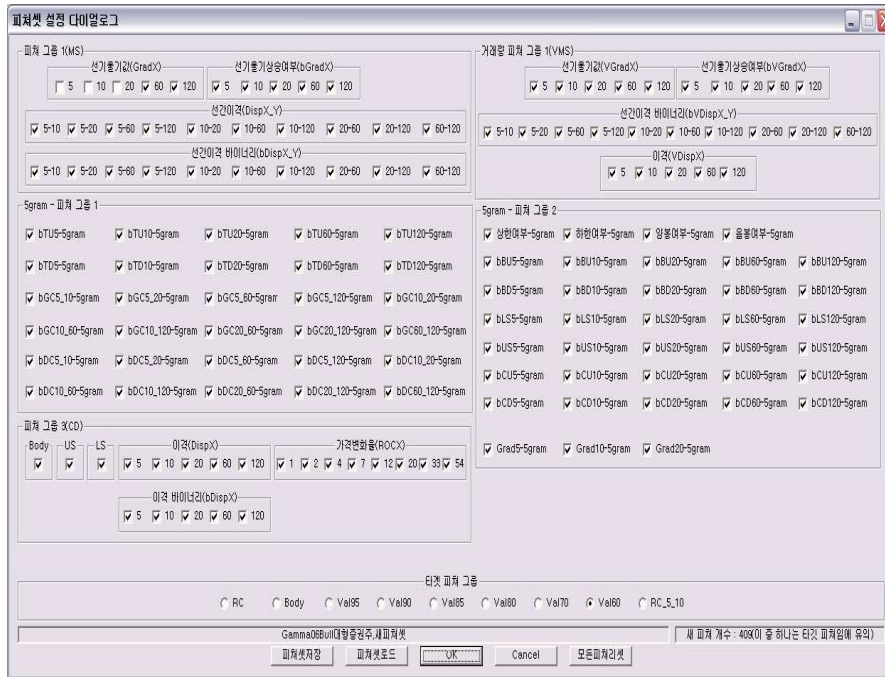 피쳐셋 설정 다이얼로그
피쳐 그룹 1(MS)
선기울기값(GradX)
5 10 20 60 120
선기울기상승여부(bGradX)
5 10 20 60 120
선간이격(DispX_Y)
5-10 5-20 5-60 5-120 10-20 10-60 10-120 20-60 20-120 60-120
선간이격 바이너리(bDispX_Y)
5-10 5-20 5-60 5-120 10-20 10-60 10-120 20-60 20-120 60-120
거래량 피쳐 그룹 1(VMS)
선기울기값(VGradX)
5 10 20 60 120
선기울기상승여부(bVGradX)
5 10 20 60 120
선간이격 바이너리(bVDispX_Y)
5-10 5-20 5-60 5-120 10-20 10-60 10-120 20-60 20-120 60-120
이격(VDispX)
5 10 20 60 120
5gram - 피쳐 그룹 1
bTU5-5gram bTU10-5gram bTU20-5gram bTU60-5gram bTU120-5gram
bTD5-5gram bTD10-5gram bTD20-5gram bTD60-5gram bTD120-5gram
bGC5_10-5gram bGC5_20-5gram bGC5_60-5gram bGC5_120-5gram bGC10_20-5gram
bGC10_60-5gram bGC10_120-5gram bGC20_60-5gram bGC20_120-5gram bGC60_120-5gram
bDC5_10-5gram bDC5_20-5gram bDC5_60-5gram bDC5_120-5gram bDC10_20-5gram
bDC10_60-5gram bDC10_120-5gram bDC20_60-5gram bDC20_120-5gram bDC60_120-5gram
5gram - 피쳐 그룹 2
상한여부-5gram 하한여부-5gram 양봉여부-5gram 음봉여부-5gram
bBU5-5gram bBU10-5gram bBU20-5gram bBU60-5gram bBU120-5gram
bBD5-5gram bBD10-5gram bBD20-5gram bBD60-5gram bBD120-5gram
bLS5-5gram bLS10-5gram bLS20-5gram bLS60-5gram bLS120-5gram
bUS5-5gram bUS10-5gram bUS20-5gram bUS60-5gram bUS120-5gram
bCU5-5gram bCU10-5gram bCU20-5gram bCU60-5gram bCU120-5gram
bCD5-5gram bCD10-5gram bCD20-5gram bCD60-5gram bCD120-5gram
Grad5-5gram Grad10-5gram Grad20-5gram
피쳐 그룹 3(CD)
Body US LS
이격(DispX)
5 10 20 60 120
가격변화율(ROCX)
1 2 4 7 12 20 33 54
이격 바이너리(bDispX)
5 10 20 60 120
타겟 피쳐 그룹
RC Body Val95 Val90 Val85 Val80 Val70 Val60 RC_5_10
Gamma06Bull대형증권주,새피쳐셋
새 피쳐 개수 : 409(이 중 하나는 타깃 피쳐임에 유의)
피쳐셋저장 피쳐셋로드 OK Cancel 모든피쳐리셋